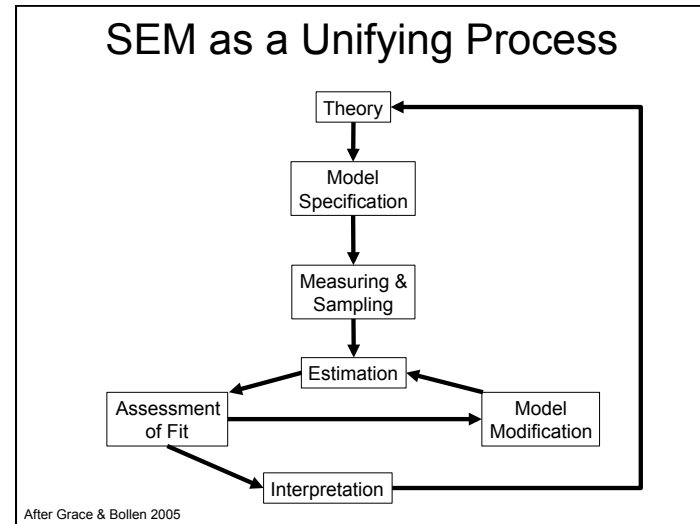 SEM as a Unifying Process
Theory
Model
Specification
Measuring &
Sampling
Estimation
Assessment
of Fit
Model
Modification
Interpretation
After Grace & Bollen 2005